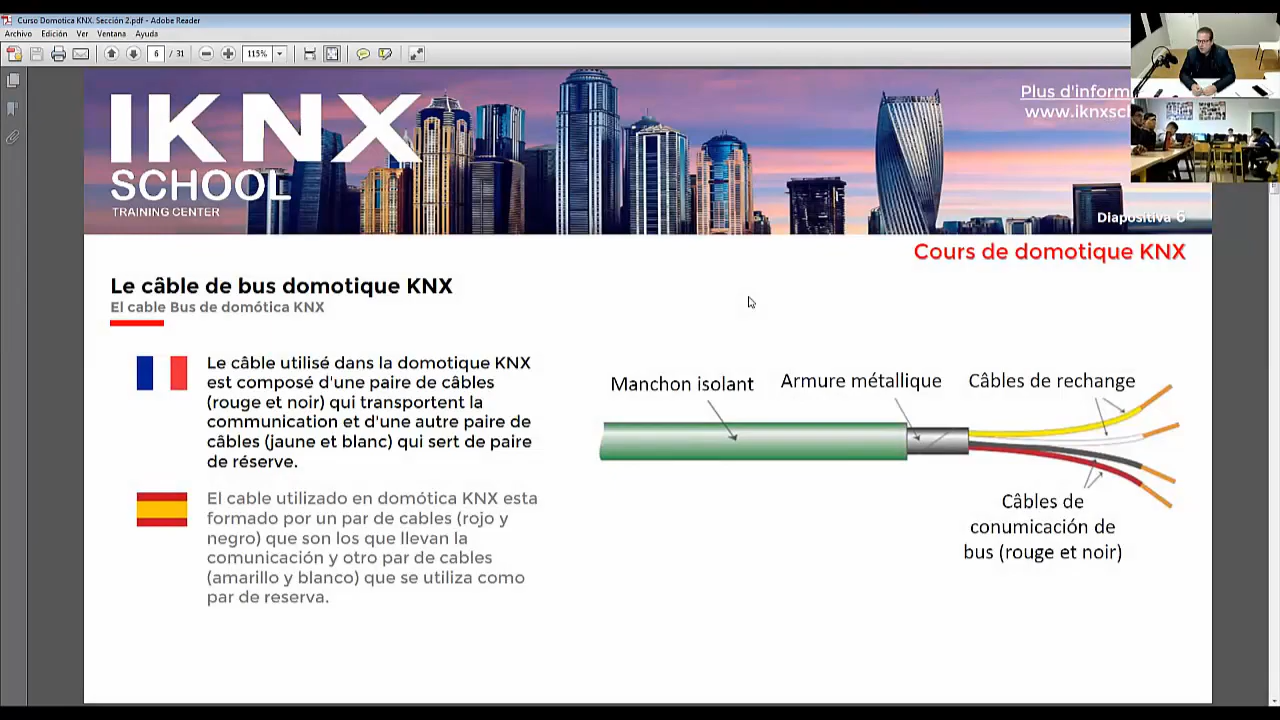 Curso Domotica KNX. Sección 2.pdf - Adobe Reader
Archivo Edición Ver Ventana Ayuda
6 / 31 115%
IKNX
SCHOOL
TRAINING CENTER
Plus d'inform
www.iknxsc
Diapositiva 6
Cours de domotique KNX
Le câble de bus domotique KNX
El cable Bus de domótica KNX
Le câble utilisé dans la domotique KNX
est composé d'une paire de câbles
(rouge et noir) qui transportent la
communication et d'une autre paire de
câbles (jaune et blanc) qui sert de paire
de réserve.
El cable utilizado en domótica KNX esta
formado por un par de cables (rojo y
negro) que son los que llevan la
comunicación y otro par de cables
(amarillo y blanco) que se utiliza como
par de reserva.
Manchon isolant
Armure métallique
Câbles de rechange
Câbles de
conumicación de
bus (rouge et noir)